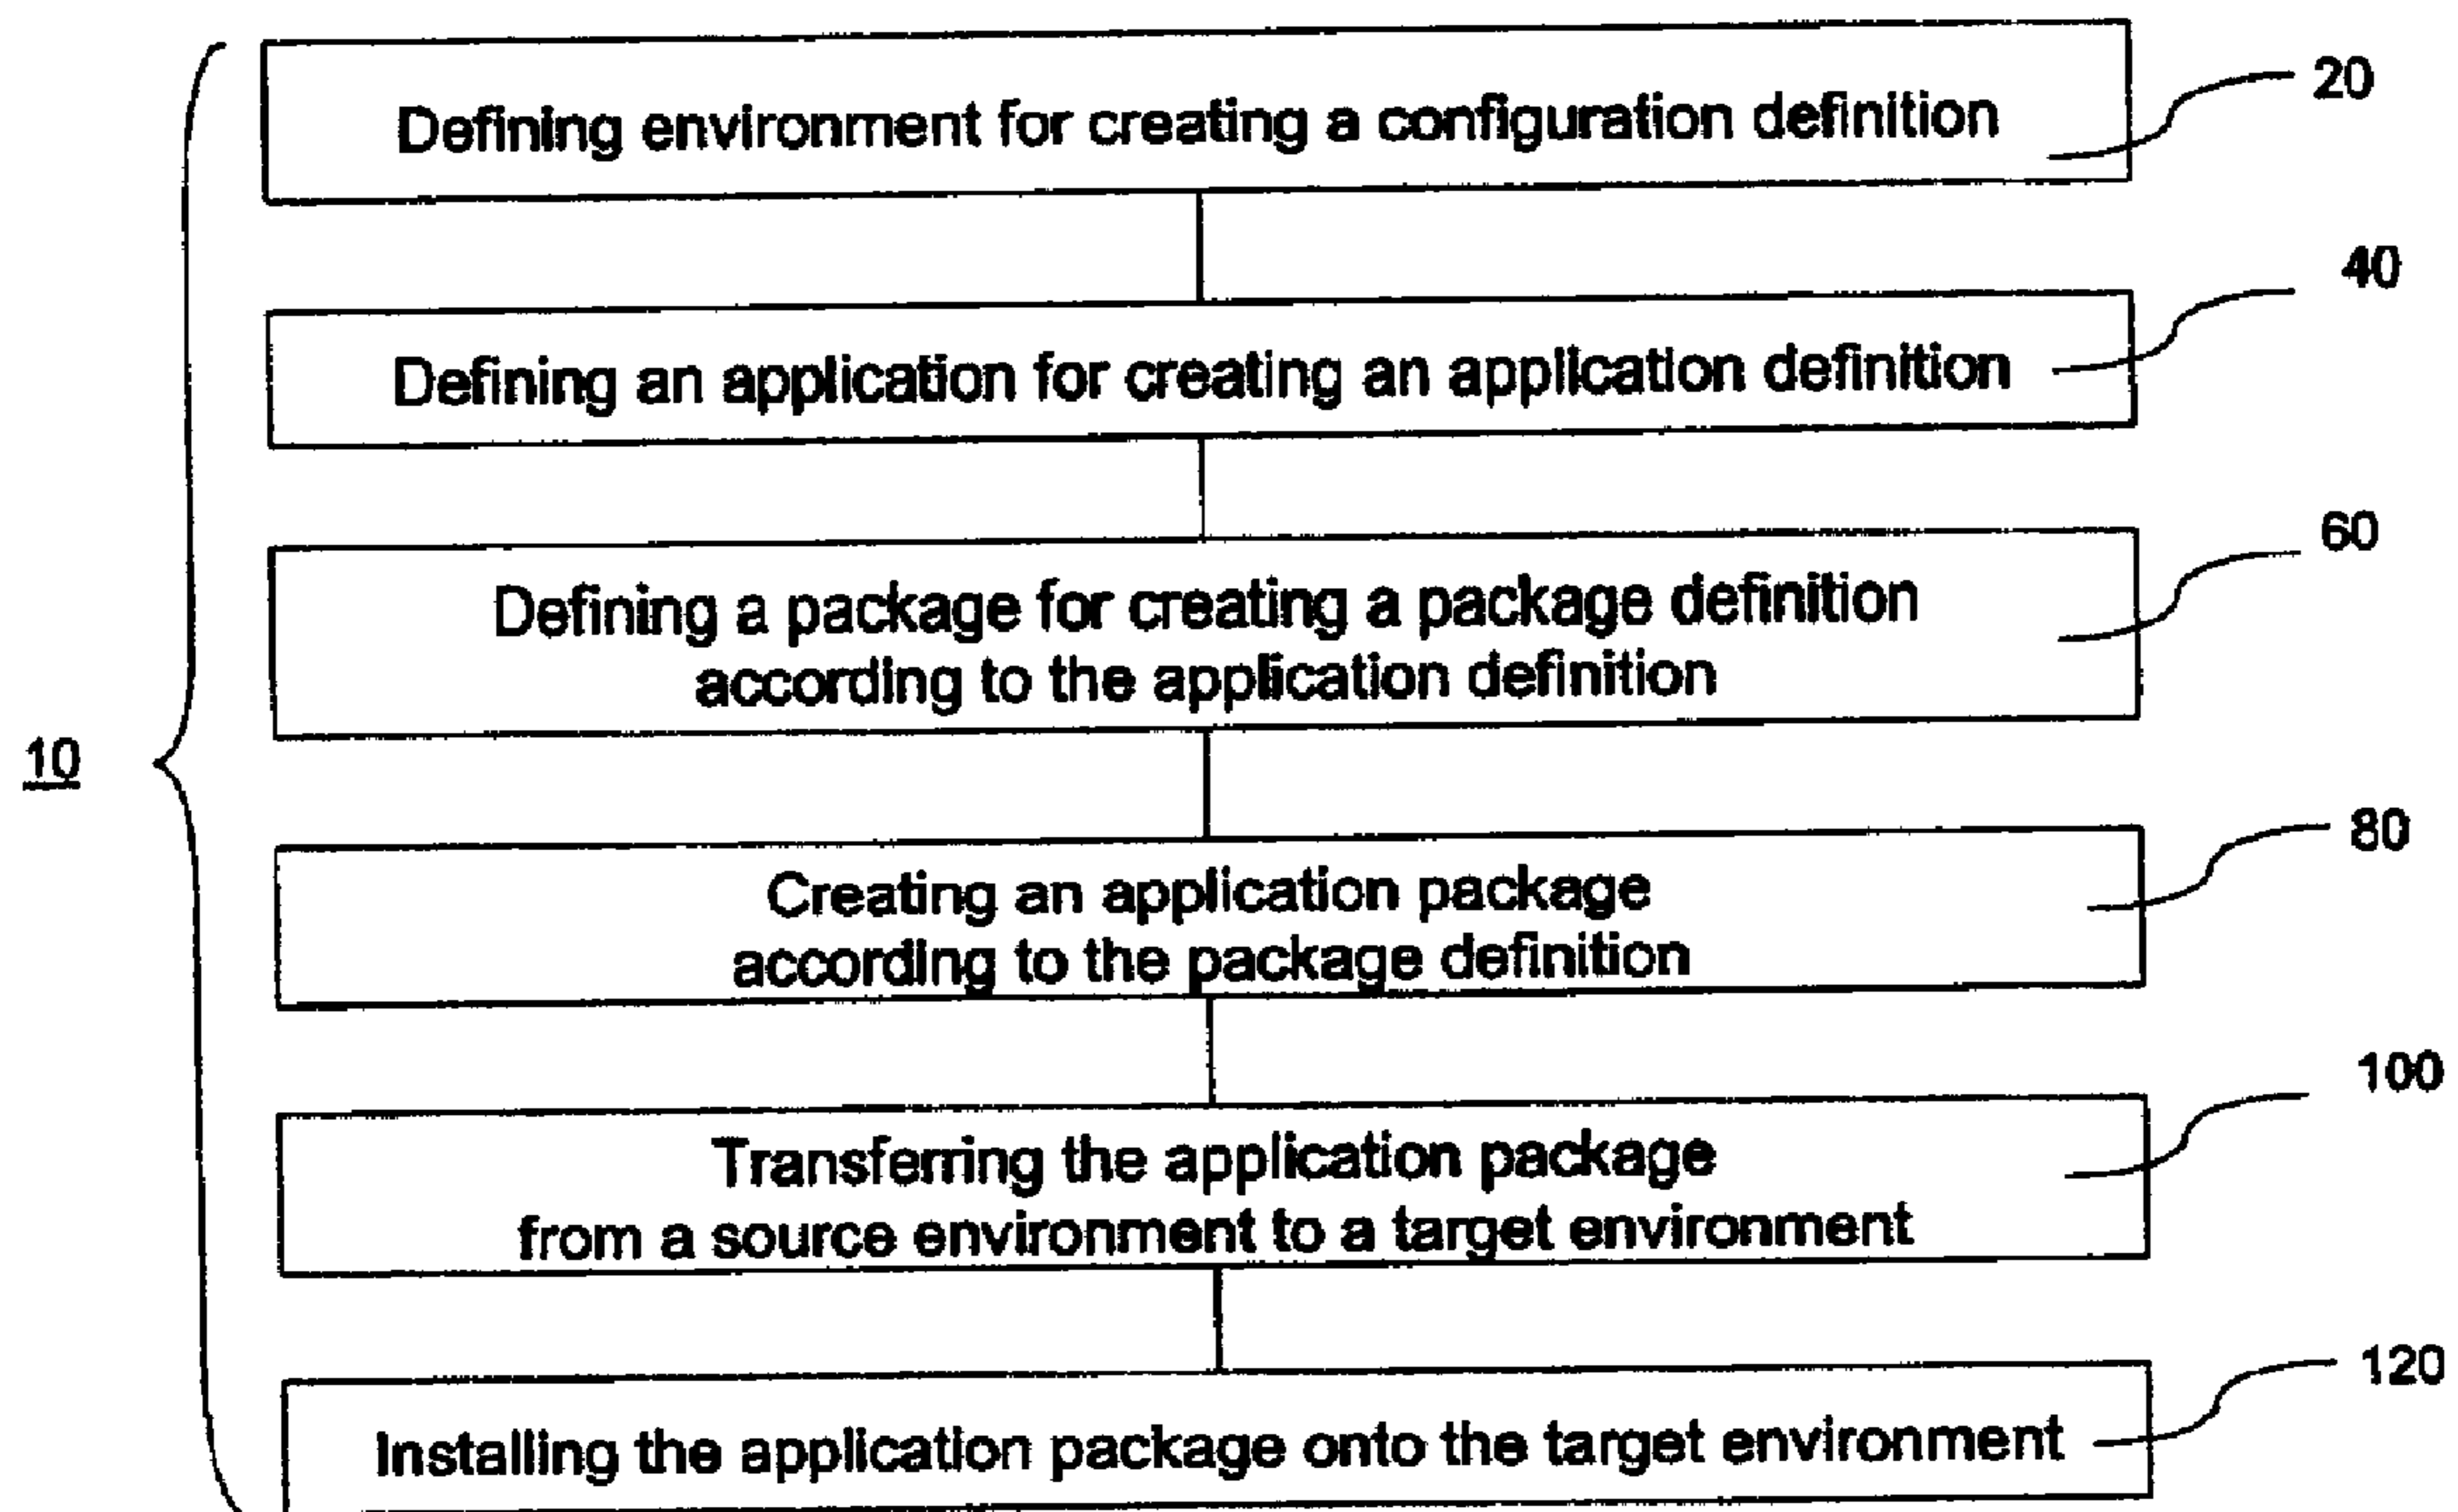 Defining environment for creating a configuration definition
20
Defining an application for creating an application definition
40
Defining a package for creating a package definition
according to the application definition
60
10
Creating an application package
according to the package definition
80
Transferring the application package
from a source environment to a target environment
100
Installing the application package onto the target environment
120